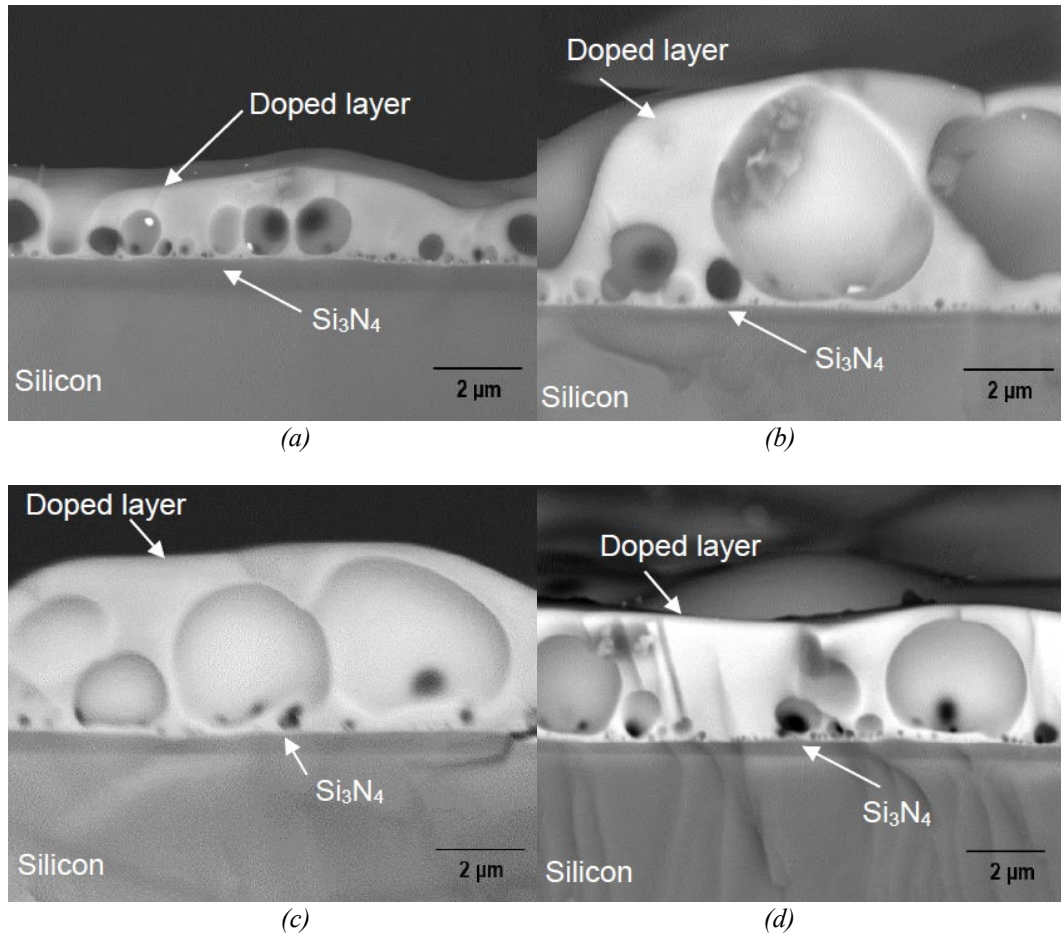 Doped layer
Si₃N₄
Silicon
2 µm
(a)
Doped layer
Si₃N₄
Silicon
2 µm
(b)
Doped layer
Si₃N₄
Silicon
2 µm
(c)
Doped layer
Si₃N₄
Silicon
2 µm
(d)